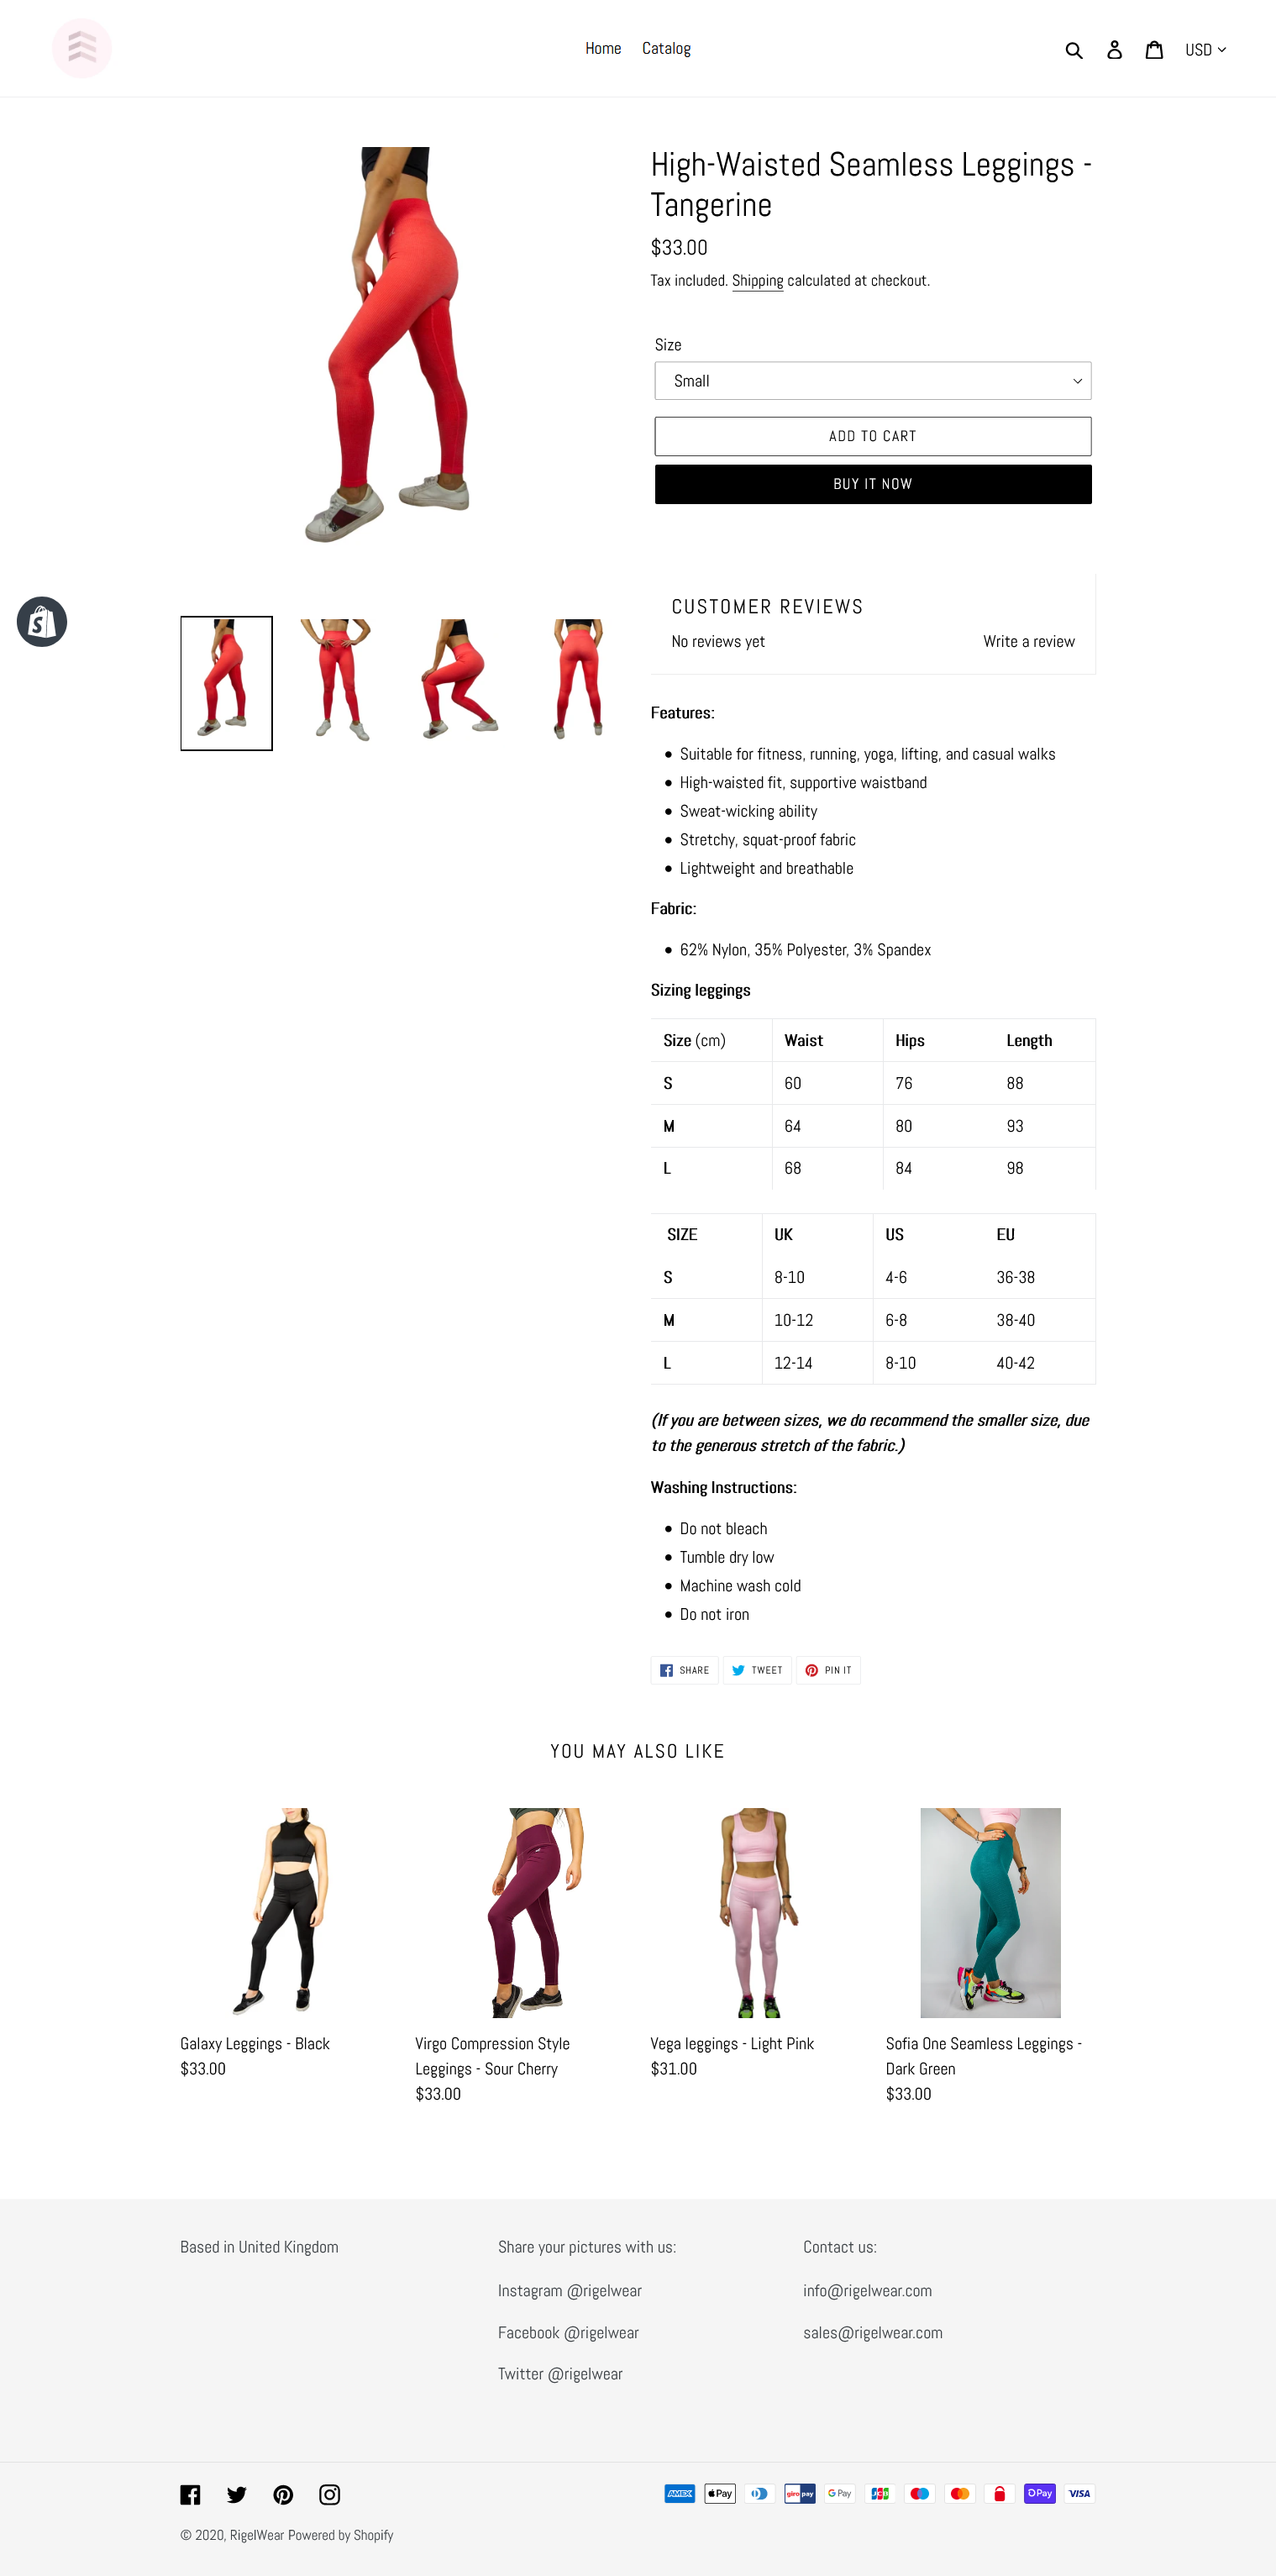 Home Catalog
USD
High-Waisted Seamless Leggings -
Tangerine
$33.00
Tax included. Shipping calculated at checkout.
Size
Small
ADD TO CART
BUY IT NOW
CUSTOMER REVIEWS
No reviews yet Write a review
Features:
● Suitable for fitness, running, yoga, lifting, and casual walks
● High-waisted fit, supportive waistband
● Sweat-wicking ability
● Stretchy, squat-proof fabric
● Lightweight and breathable
Fabric:
● 62% Nylon, 35% Polyester, 3% Spandex
Sizing leggings
Size (cm) Waist Hips Length
S 60 76 88
M 64 80 93
L 68 84 98
SIZE UK US EU
S 8-10 4-6 36-38
M 10-12 6-8 38-40
L 12-14 8-10 40-42
(If you are between sizes, we do recommend the smaller size, due
to the generous stretch of the fabric.)
Washing Instructions:
● Do not bleach
● Tumble dry low
● Machine wash cold
● Do not iron
SHARE TWEET PIN IT
YOU MAY ALSO LIKE
Galaxy Leggings - Black
$33.00
Virgo Compression Style
Leggings - Sour Cherry
$33.00
Vega leggings - Light Pink
$31.00
Sofia One Seamless Leggings -
Dark Green
$33.00
Based in United Kingdom
Share your pictures with us:
Instagram @rigelwear
Facebook @rigelwear
Twitter @rigelwear
Contact us:
info@rigelwear.com
sales@rigelwear.com
AMEX Pay giro pay G Pay JCB DPay VISA
© 2020, RigelWear Powered by Shopify